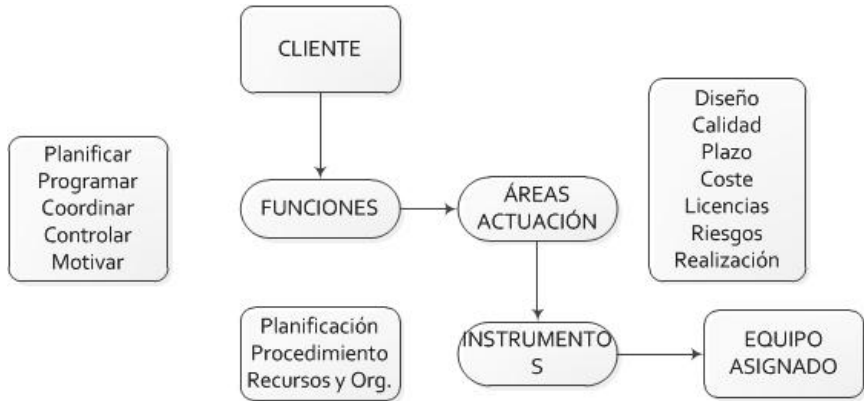 CLIENTE
Diseño
Calidad
Plazo
Coste
Licencias
Riesgos
Realización
Planificar
Programar
Coordinar
Controlar
Motivar
FUNCIONES
ÁREAS
ACTUACIÓN
Planificación
Procedimiento
Recursos y Org.
INSTRUMENTO
S
EQUIPO
ASIGNADO